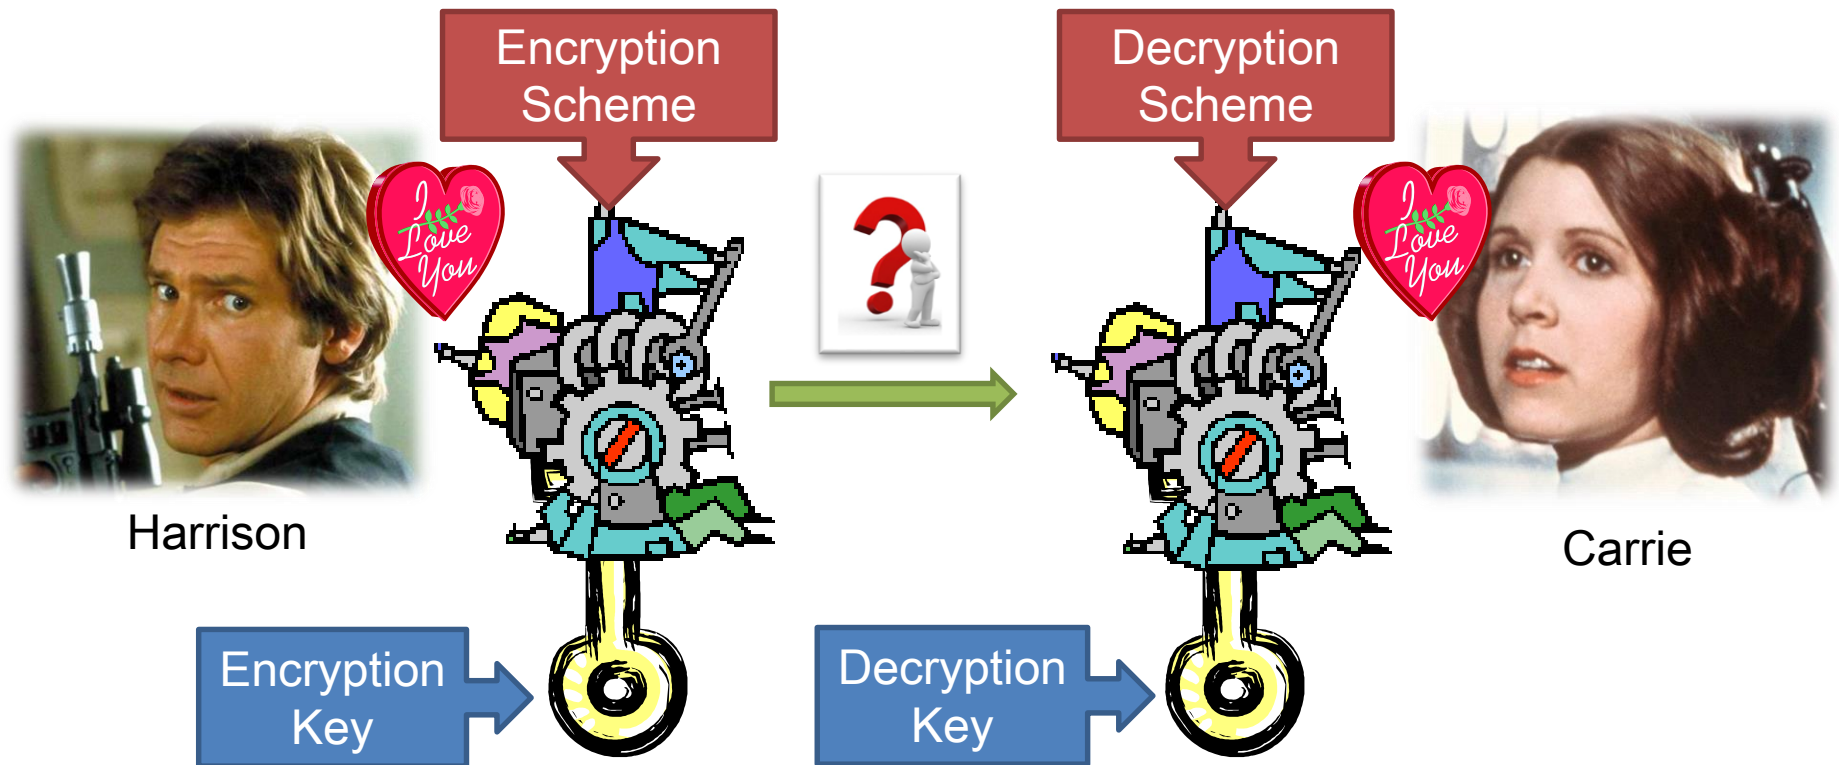 Encryption
Scheme
Decryption
Scheme
I
Love
You
I
Love
You
Harrison
Carrie
Encryption
Key
Decryption
Key